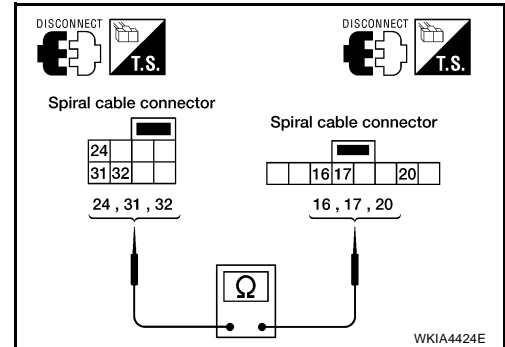 DISCONNECT
T.S.
DISCONNECT
T.S.
Spiral cable connector
24
31 32
24 , 31 , 32
Spiral cable connector
16 17 20
16 , 17 , 20
Ω
WKIA4424E